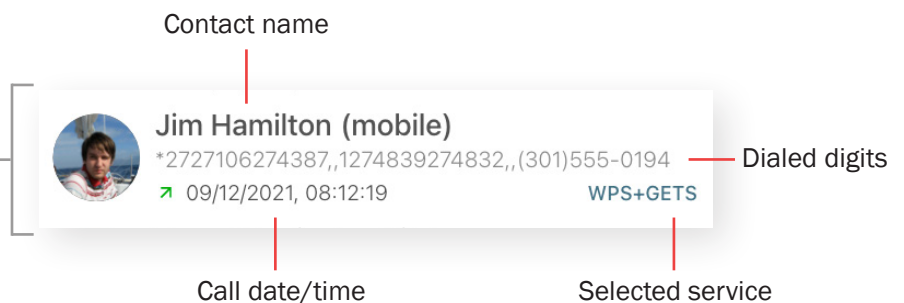 Contact name
Jim Hamilton (mobile)
*2727106274387,,1274839274832,,(301)555-0194
Dialed digits
09/12/2021, 08:12:19
WPS+GETS
Call date/time
Selected service